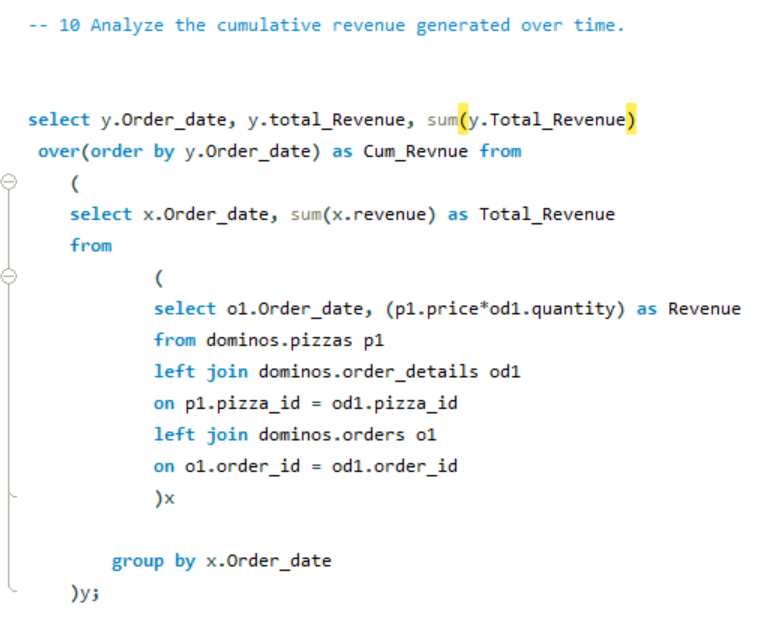 -- 10 Analyze the cumulative revenue generated over time.
select y.Order_date, y.total_Revenue, sum(y.Total_Revenue)
over(order by y.Order_date) as Cum_Revnue from
(
select x.Order_date, sum(x.revenue) as Total_Revenue
from
(
select o1.Order_date, (p1.price*od1.quantity) as Revenue
from dominos.pizzas p1
left join dominos.order_details od1
on p1.pizza_id = od1.pizza_id
left join dominos.orders o1
on o1.order_id = od1.order_id
)x
group by x.Order_date
)y;